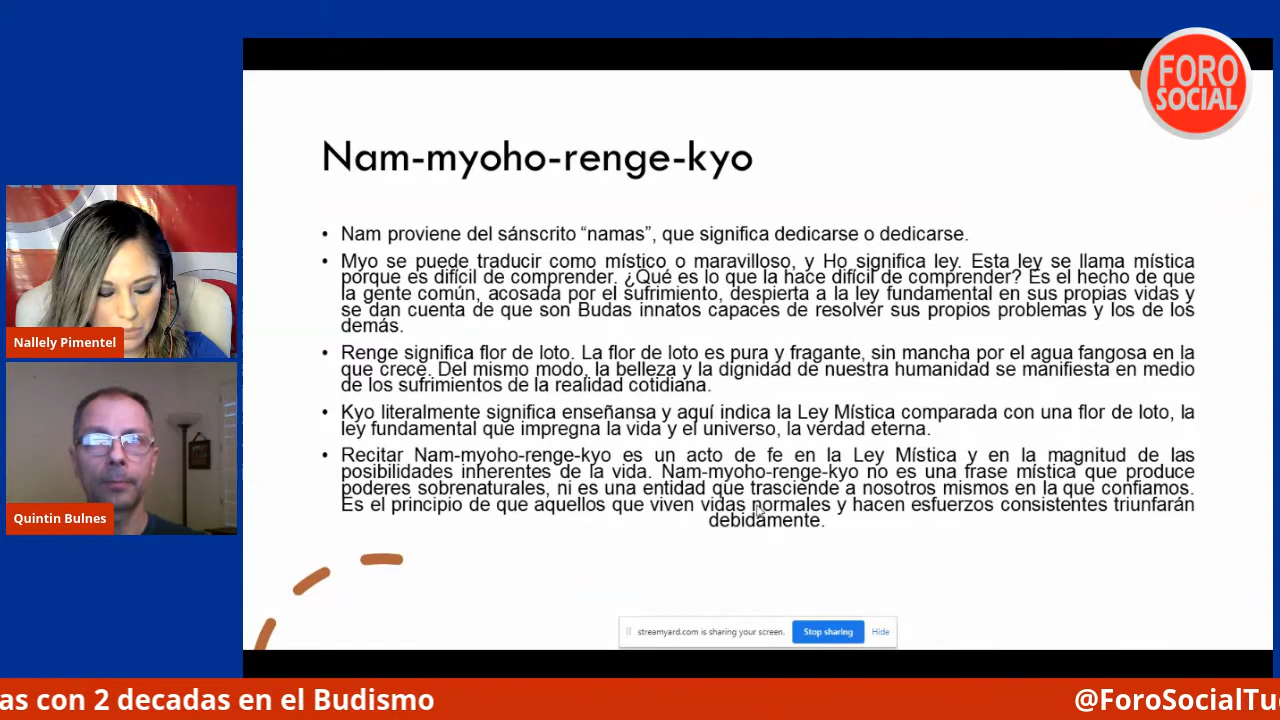 FORO
SOCIAL
Nam-myoho-renge-kyo
• Nam proviene del sánscrito “namas”, que significa dedicarse o dedicarse.
• Myo se puede traducir como místico o maravilloso, y Ho significa ley. Esta ley se llama mística
porque es difícil de comprender. ¿Qué es lo que la hace difícil de comprender? Es el hecho de que
la gente común, acosada por el sufrimiento, despierta a la ley fundamental en sus propias vidas y
se dan cuenta de que son Budas innatos capaces de resolver sus propios problemas y los de los
demás.
• Renge significa flor de loto. La flor de loto es pura y fragante, sin mancha por el agua fangosa en la
que crece. Del mismo modo, la belleza y la dignidad de nuestra humanidad se manifiesta en medio
de los sufrimientos de la realidad cotidiana.
• Kyo literalmente significa enseñansa y aquí indica la Ley Mística comparada con una flor de loto, la
ley fundamental que impregna la vida y el universo, la verdad eterna.
• Recitar Nam-myoho-renge-kyo es un acto de fe en la Ley Mística y en la magnitud de las
posibilidades inherentes de la vida. Nam-myoho-renge-kyo no es una frase mística que produce
poderes sobrenaturales, ni es una entidad que trasciende a nosotros mismos en la que confiamos.
Es el principio de que aquellos que viven vidas normales y hacen esfuerzos consistentes triunfarán
debidamente.
Nallely Pimentel
Quintin Bulnes
streamyard.com is sharing your screen. Stop sharing Hide
as con 2 decadas en el Budismo @ForoSocialTu